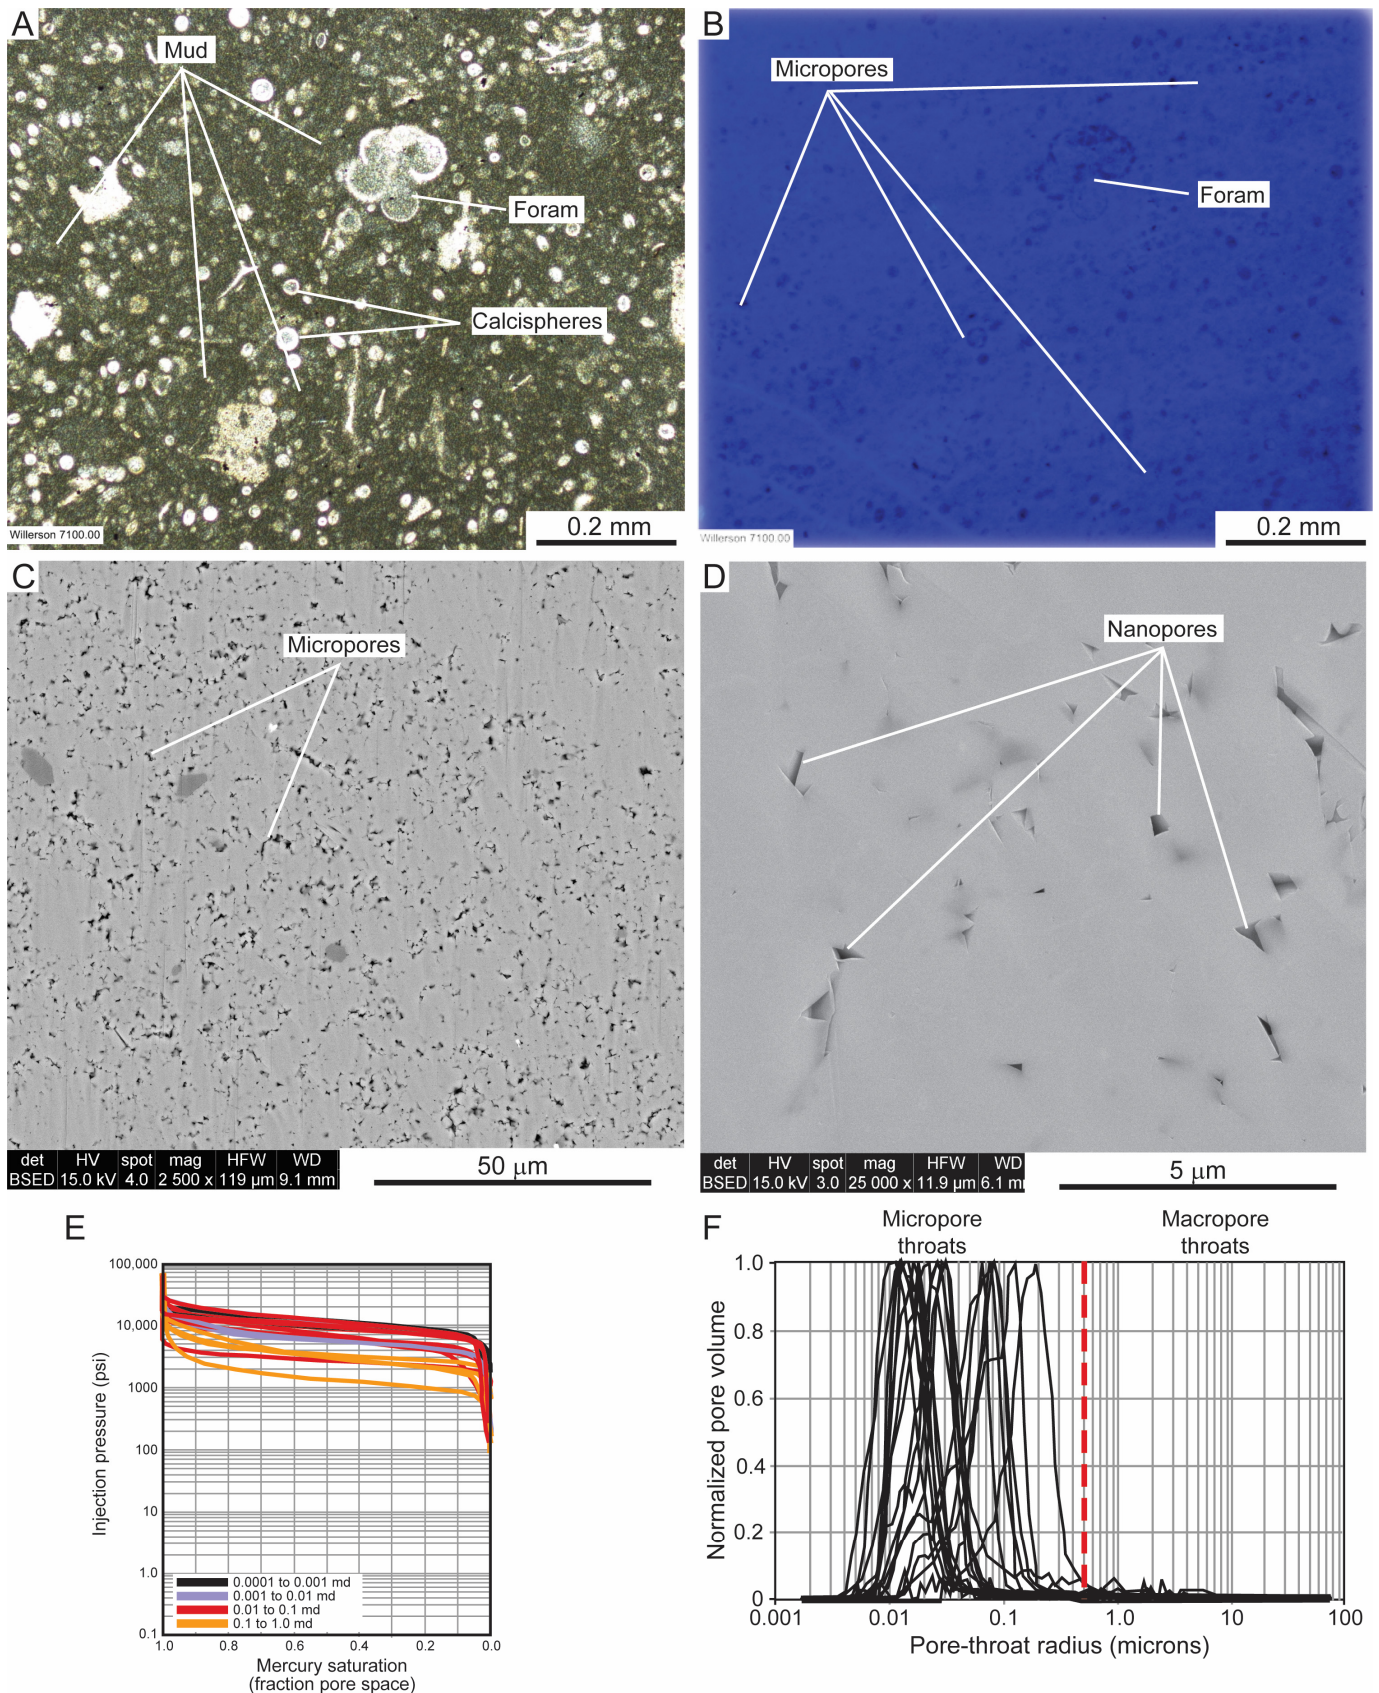 A
Mud
Foram
Calcispheres
Willerson 7100.00
0.2 mm
B
Micropores
Foram
Willerson 7100.00
0.2 mm
C
Micropores
det HV spot mag HFW WD
BSED 15.0 kV 4.0 2 500 x 119 µm 9.1 mm
50 µm
D
Nanopores
det HV spot mag HFW WD
BSED 15.0 kV 3.0 25 000 x 11.9 µm 6.1 m
5 µm
E
100,000
10,000
1000
100
10
1.0
0.1
Injection pressure (psi)
0.0001 to 0.001 md
0.001 to 0.01 md
0.01 to 0.1 md
0.1 to 1.0 md
1.0 0.8 0.6 0.4 0.2 0.0
Mercury saturation
(fraction pore space)
F
Micropore
throats
Macropore
throats
1.0
0.8
0.6
0.4
0.2
0
Normalized pore volume
0.001 0.01 0.1 1.0 10 100
Pore-throat radius (microns)